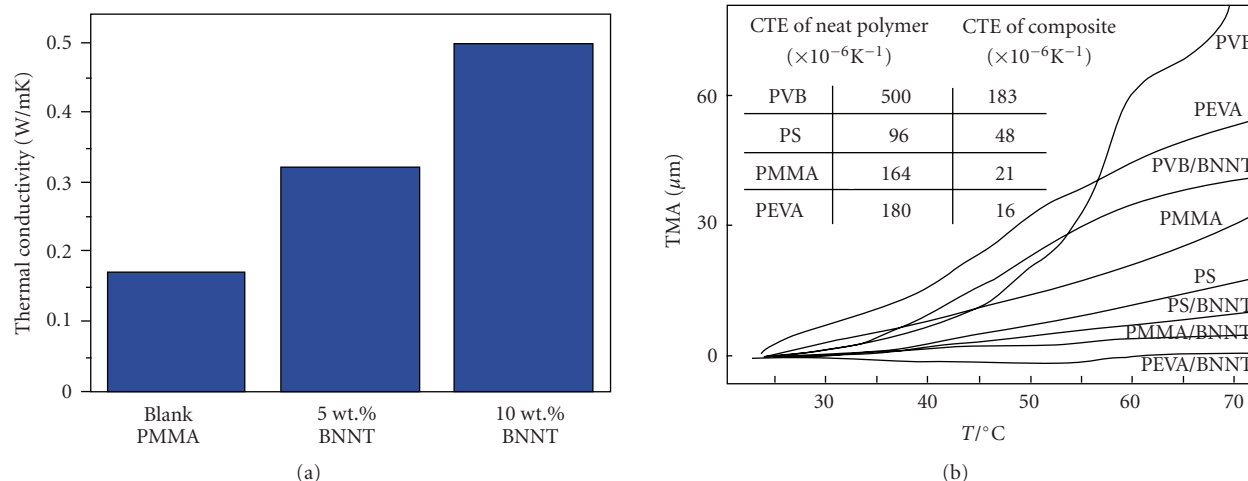 0.5
0.4
0.3
0.2
0.1
0
Thermal conductivity (W/mK)
Blank
PMMA
5 wt.%
BNNT
10 wt.%
BNNT
(a)
CTE of neat polymer
(×10−6K−1)
CTE of composite
(×10−6K−1)
PVB 500 183
PS 96 48
PMMA 164 21
PEVA 180 16
60
30
0
TMA (µm)
PVB
PEVA
PVB/BNNT
PMMA
PS
PS/BNNT
PMMA/BNNT
PEVA/BNNT
30 40 50 60 70
T/°C
(b)